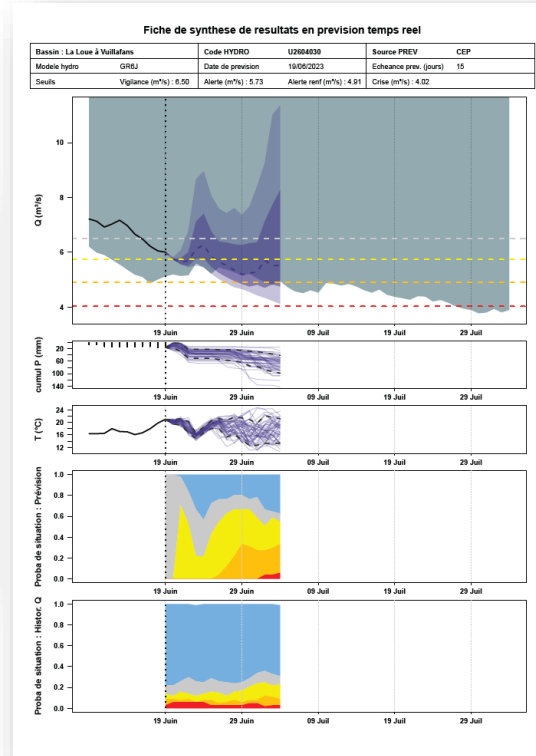 Fiche de synthese de resultats en prevision temps reel
Bassin : La Loue à Vuillafans Code HYDRO U2604030 Source PREV CEP
Modele hydro GR6J Date de prevision 19/06/2023 Echeance prev. (jours) 15
Seuils Vigilance (m³/s) : 6.50 Alerte (m³/s) : 5.73 Alerte renf (m³/s) : 4.91 Crise (m³/s) : 4.02
Q (m³/s)
10
8
6
4
19 Juin 29 Juin 09 Juil 19 Juil 29 Juil
cumul P (mm)
20
60
100
140
19 Juin 29 Juin 09 Juil 19 Juil 29 Juil
T (°C)
24
20
16
12
19 Juin 29 Juin 09 Juil 19 Juil 29 Juil
Proba de situation : Prévision
1.0
0.8
0.6
0.4
0.2
0.0
19 Juin 29 Juin 09 Juil 19 Juil 29 Juil
Proba de situation : Histor. Q
1.0
0.8
0.6
0.4
0.2
0.0
19 Juin 29 Juin 09 Juil 19 Juil 29 Juil